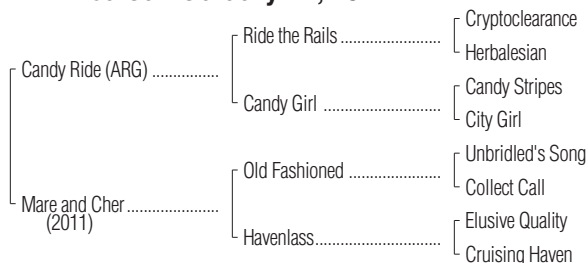 Cryptoclearance
Ride the Rails
Herbalesian
Candy Ride (ARG)
Candy Stripes
Candy Girl
City Girl
Unbridled's Song
Old Fashioned
Collect Call
Mare and Cher
(2011)
Elusive Quality
Havenlass
Cruising Haven